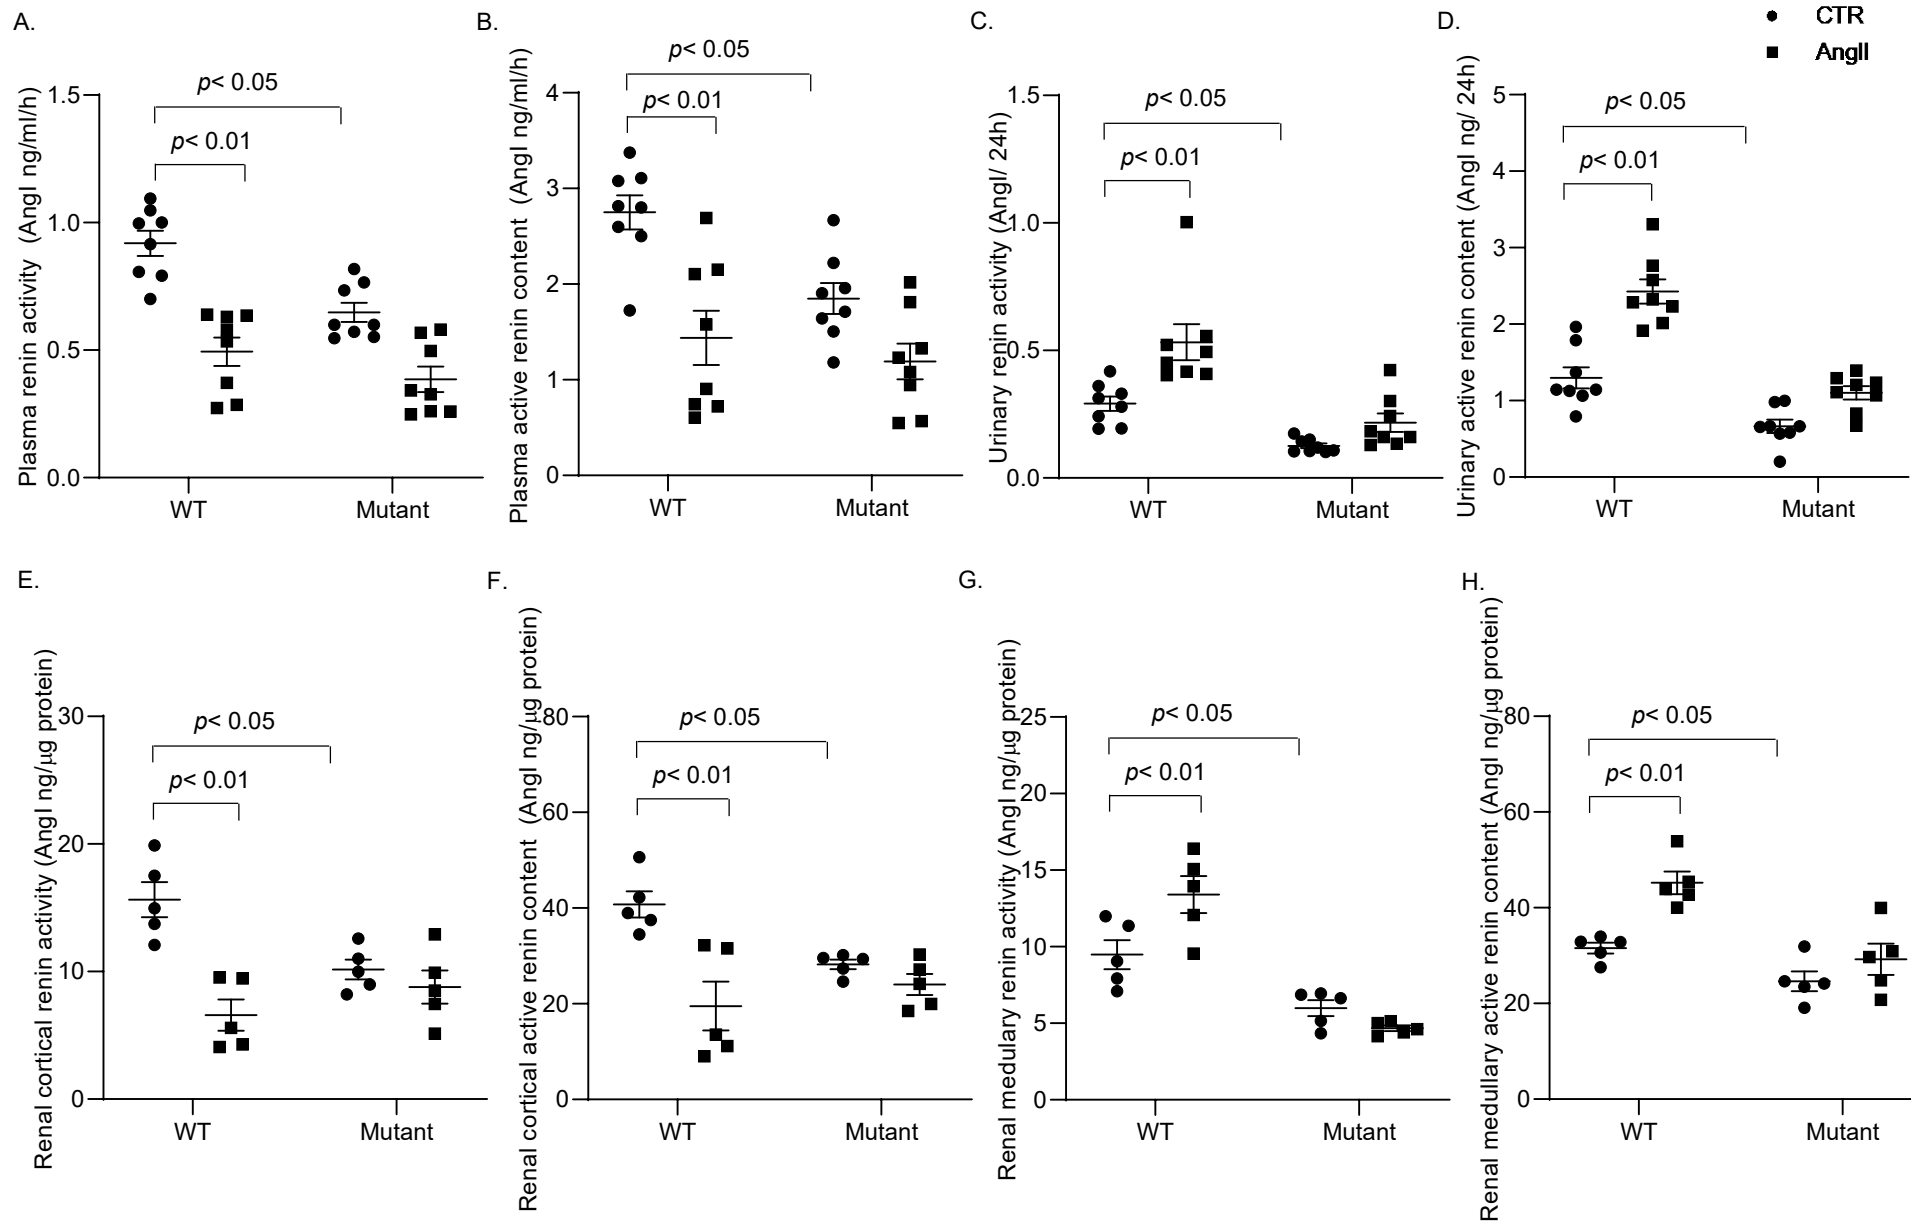 A.
B.
C.
D.
CTR
AngII
Plasma renin activity (AngI ng/ml/h)
1.5
1.0
0.5
0.0
p< 0.05
p< 0.01
WT
Mutant
Plasma active renin content (AngI ng/ml/h)
4
3
2
1
0
p< 0.05
p< 0.01
WT
Mutant
Urinary renin activity (AngI/ 24h)
1.5
1.0
0.5
0.0
p< 0.05
p< 0.01
WT
Mutant
Urinary active renin content (AngI ng/ 24h)
5
4
3
2
1
0
p< 0.05
p< 0.01
WT
Mutant
E.
F.
G.
H.
Renal cortical renin activity (AngI ng/μg protein)
30
20
10
0
p< 0.05
p< 0.01
WT
Mutant
Renal cortical active renin content (AngI ng/μg protein)
80
60
40
20
0
p< 0.05
p< 0.01
WT
Mutant
Renal medulary renin activity (AngI ng/μg protein)
25
20
15
10
5
0
p< 0.05
p< 0.01
WT
Mutant
Renal medullary active renin content (AngI ng/μg protein)
80
60
40
20
0
p< 0.05
p< 0.01
WT
Mutant